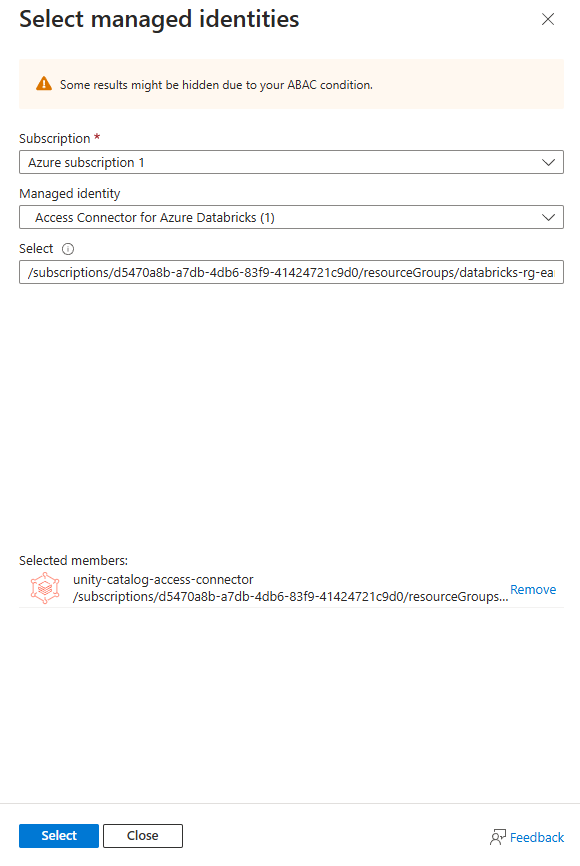 Select managed identities
Some results might be hidden due to your ABAC condition.
Subscription *
Azure subscription 1
Managed identity
Access Connector for Azure Databricks (1)
Select
/subscriptions/d5470a8b-a7db-4db6-83f9-41424721c9d0/resourceGroups/databricks-rg-ea
Selected members:
unity-catalog-access-connector
/subscriptions/d5470a8b-a7db-4db6-83f9-41424721c9d0/resourceGroups...
Remove
Select
Close
Feedback